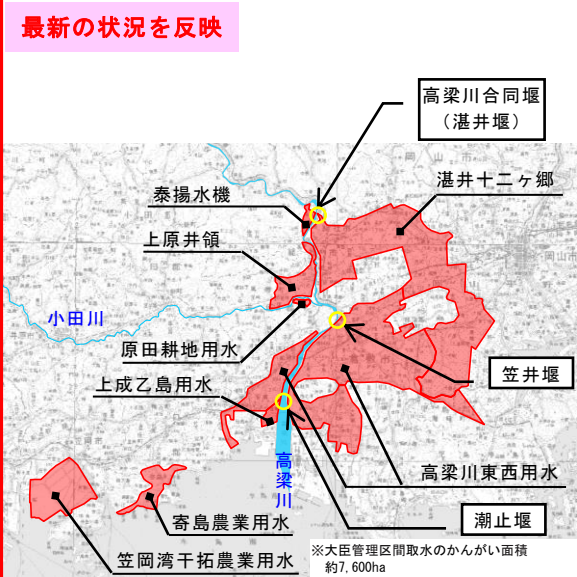 最新の状況を反映
高梁川合同堰
（湛井堰）
湛井十二ヶ郷
秦揚水機
上原井領
小田川
原田耕地用水
笠井堰
上成乙島用水
高梁川
高梁川東西用水
寄島農業用水
潮止堰
笠岡湾干拓農業用水
※大臣管理区間取水のかんがい面積
約7,600ha